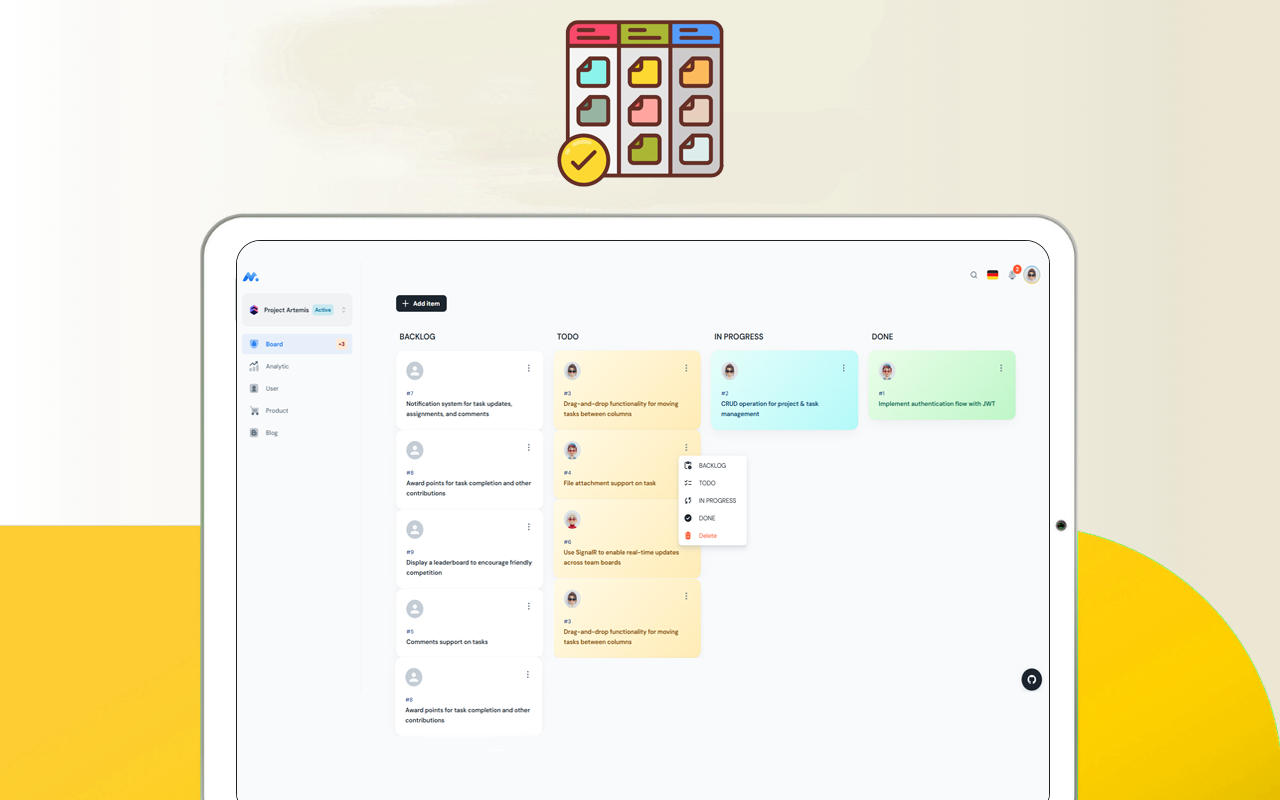 2
Project Artemis Active
Add item
Board +3
Analytic
User
Product
Blog
BACKLOG
#7
Notification system for task updates,
assignments, and comments
#8
Award points for task completion and other
contributions
#9
Display a leaderboard to encourage friendly
competition
#5
Comments support on tasks
#8
Award points for task completion and other
contributions
TODO
#3
Drag-and-drop functionality for moving
tasks between columns
#4
File attachment support on task
#6
Use SignalR to enable real-time updates
across team boards
#3
Drag-and-drop functionality for moving
tasks between columns
IN PROGRESS
#2
CRUD operation for project & task
management
BACKLOG
TODO
IN PROGRESS
DONE
Delete
DONE
#1
Implement authentication flow with JWT